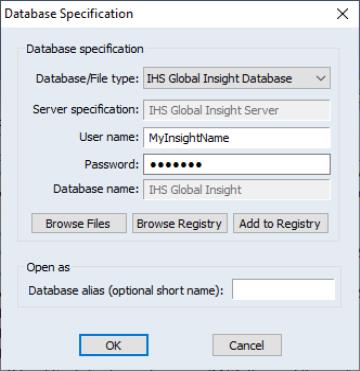 Database Specification
Database specification
Database/File type: IHS Global Insight Database
Server specification: IHS Global Insight Server
User name: MyInsightName
Password: •••••••
Database name: IHS Global Insight
Browse Files Browse Registry Add to Registry
Open as
Database alias (optional short name):
OK Cancel